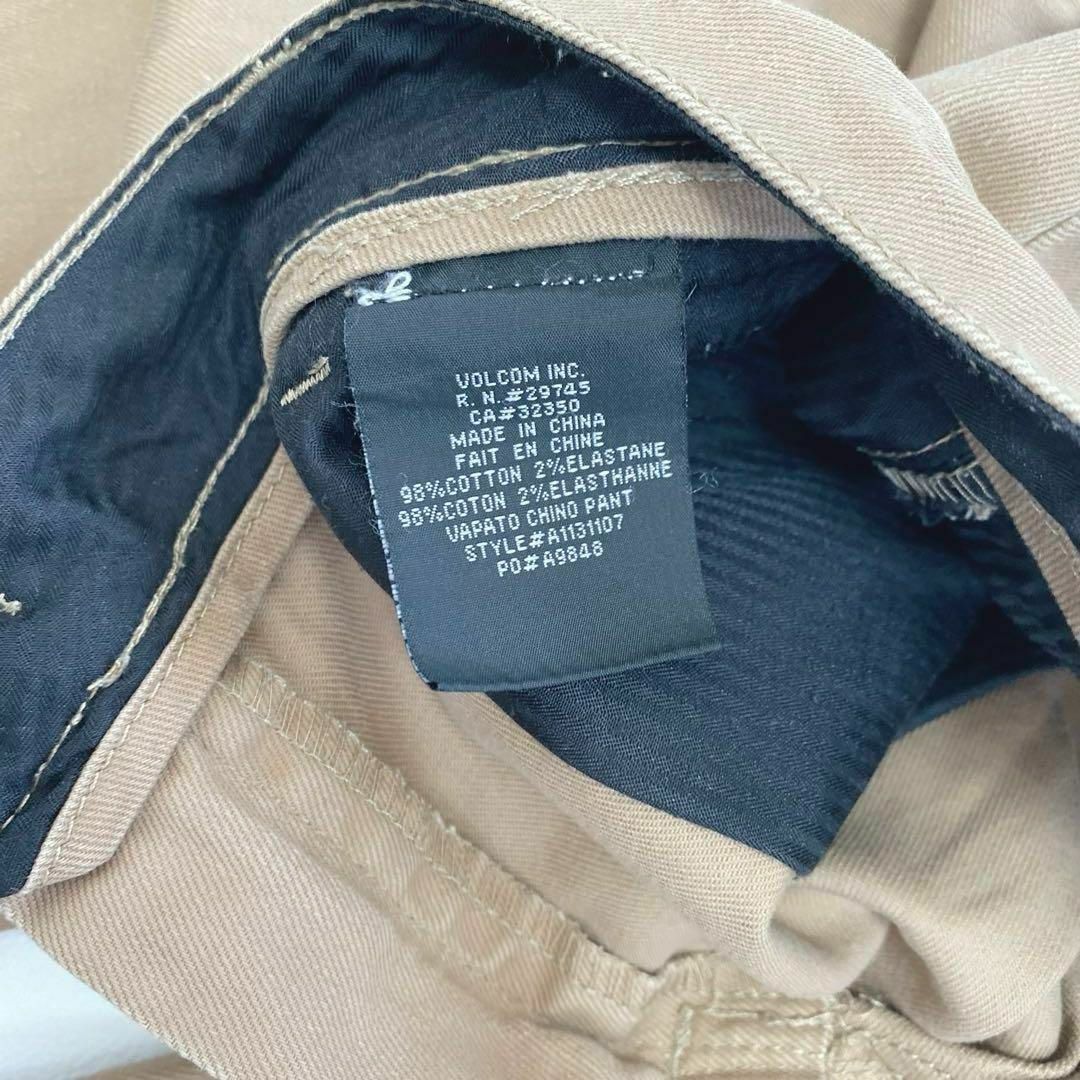 VOLCOM INC.
R. N.#29745
CA#32350
MADE IN CHINA
FAIT EN CHINE
98%COTTON 2%ELASTANE
98%COTON 2%ELASTHANNE
VAPATO CHINO PANT
STYLE#A1131107
PO#A9848